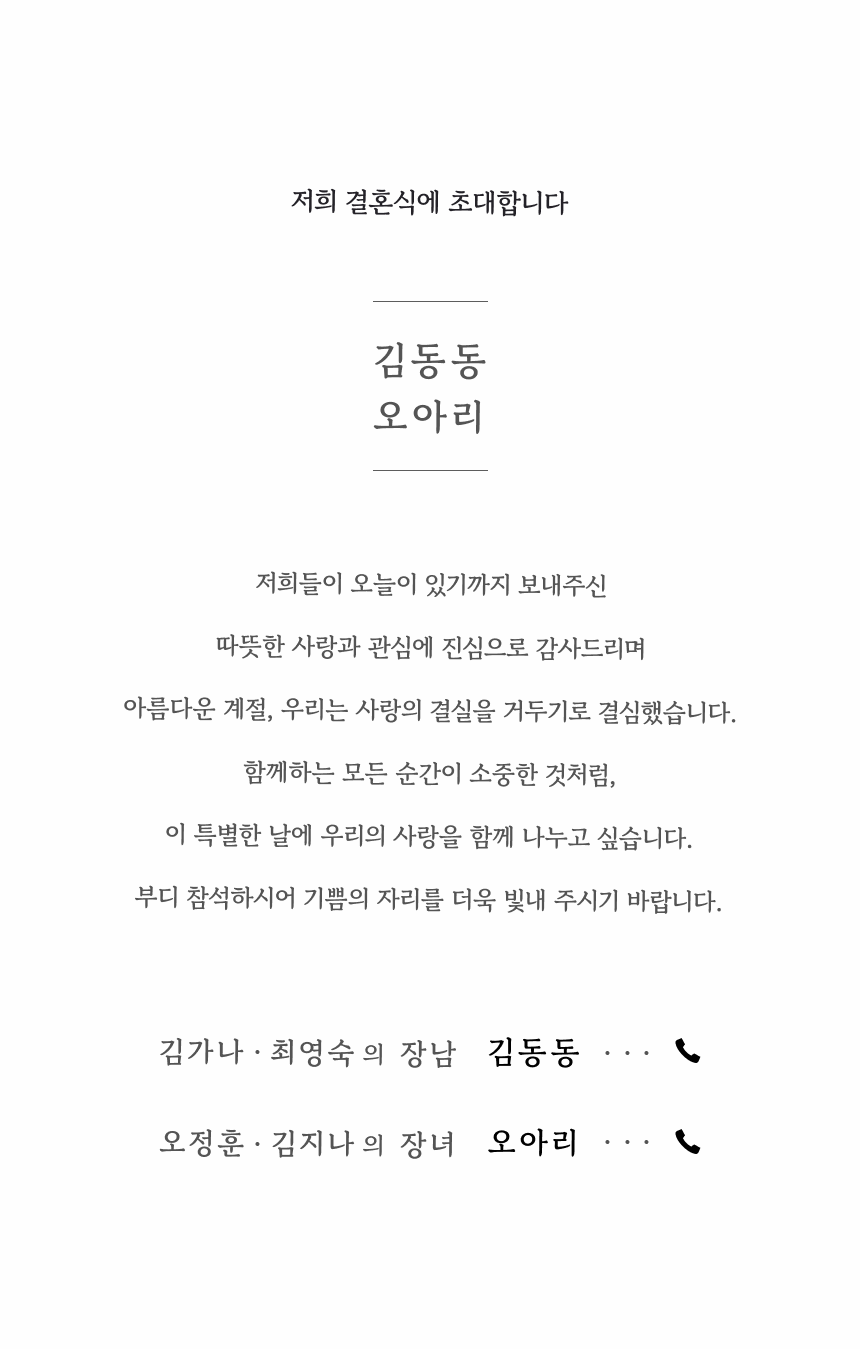 저희 결혼식에 초대합니다
김동동
오아리
저희들이 오늘이 있기까지 보내주신
따뜻한 사랑과 관심에 진심으로 감사드리며
아름다운 계절, 우리는 사랑의 결실을 거두기로 결심했습니다.
함께하는 모든 순간이 소중한 것처럼,
이 특별한 날에 우리의 사랑을 함께 나누고 싶습니다.
부디 참석하시어 기쁨의 자리를 더욱 빛내 주시기 바랍니다.
김가나 · 최영숙 의 장남 김동동 · · ·
오정훈 · 김지나 의 장녀 오아리 · · ·